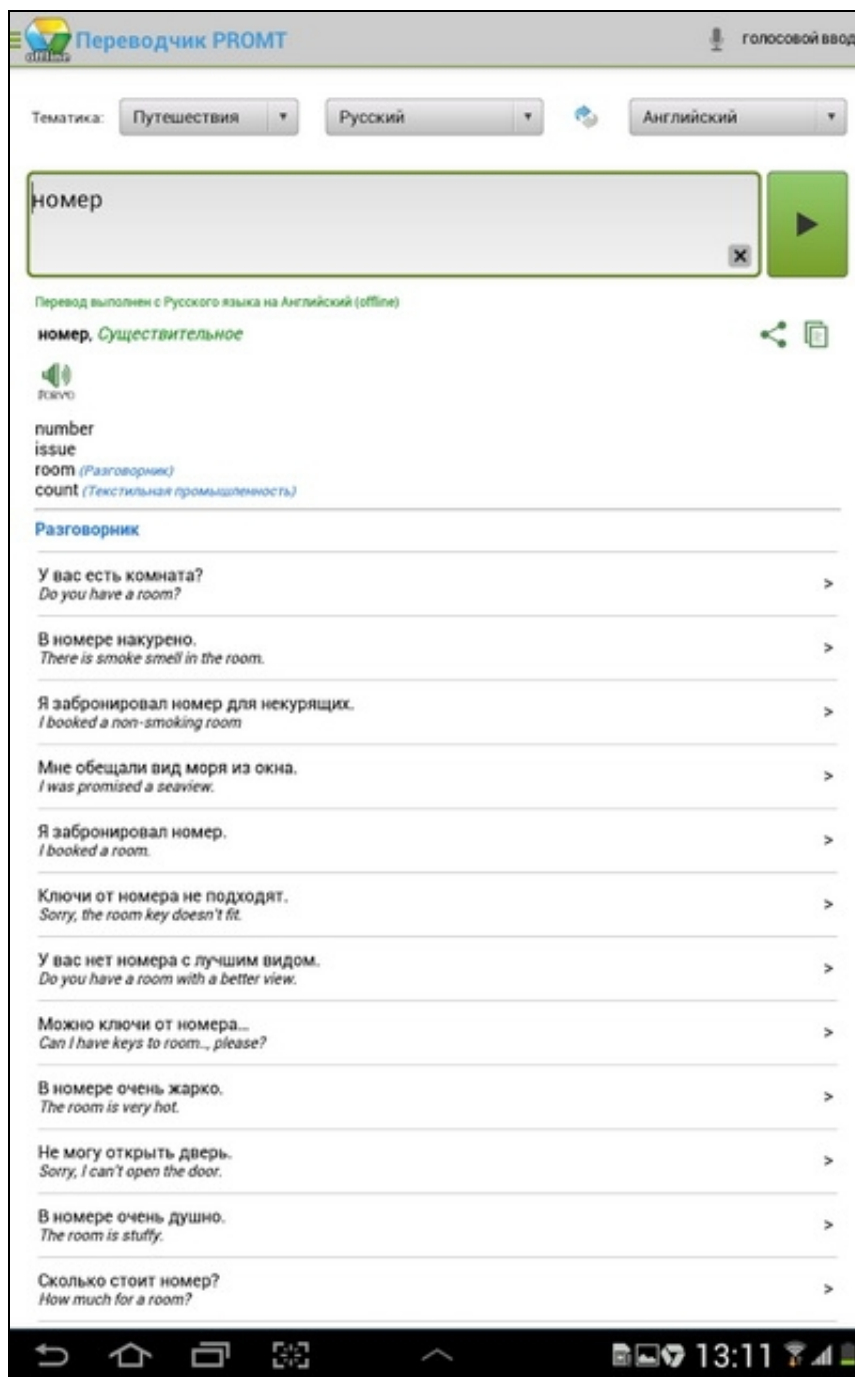 offline
Переводчик PROMT
голосовой ввод
Тематика: Путешествия Русский Английский
номер
Перевод выполнен с Русского языка на Английский (offline)
номер, Существительное
FORVO
number
issue
room (Разговорник)
count (Текстильная промышленность)
Разговорник
У вас есть комната?
Do you have a room?
>
В номере накурено.
There is smoke smell in the room.
>
Я забронировал номер для некурящих.
I booked a non-smoking room
>
Мне обещали вид моря из окна.
I was promised a seaview.
>
Я забронировал номер.
I booked a room.
>
Ключи от номера не подходят.
Sorry, the room key doesn't fit.
>
У вас нет номера с лучшим видом.
Do you have a room with a better view.
>
Можно ключи от номера...
Can I have keys to room.., please?
>
В номере очень жарко.
The room is very hot.
>
Не могу открыть дверь.
Sorry, I can't open the door.
>
В номере очень душно.
The room is stuffy.
>
Сколько стоит номер?
How much for a room?
>
13:11